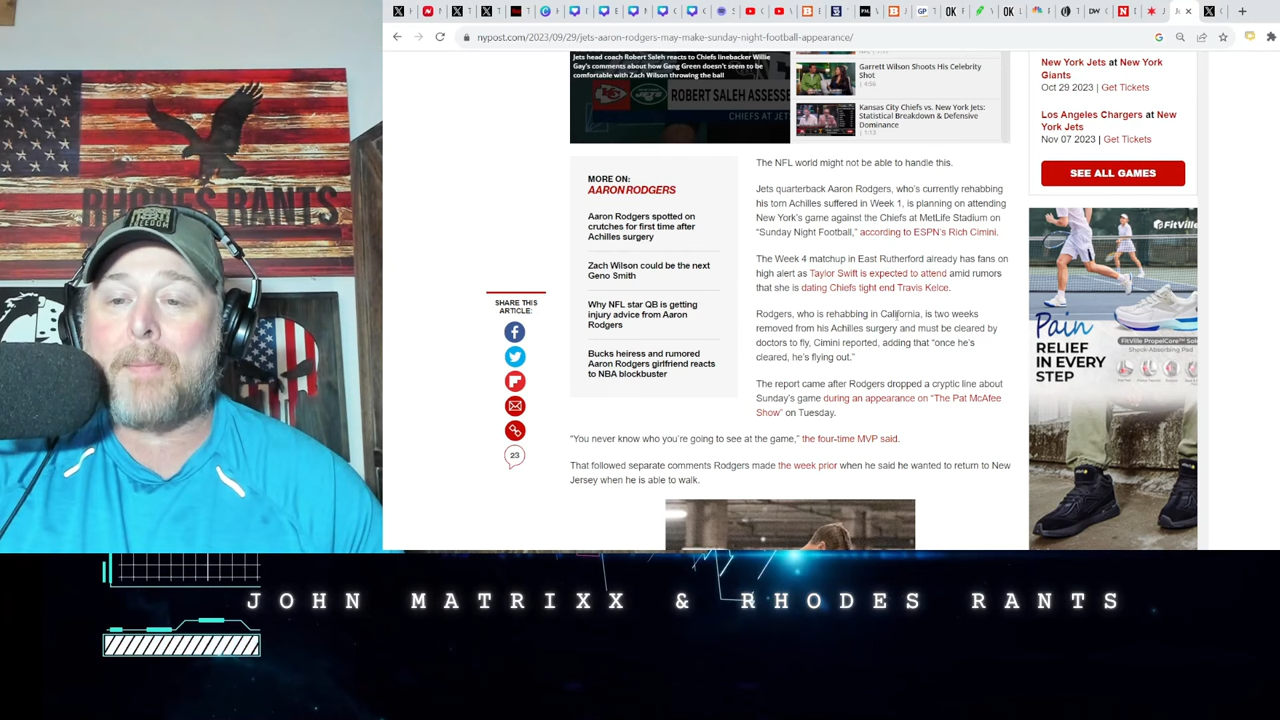 nypost.com/2023/09/29/jets-aaron-rodgers-may-make-sunday-night-football-appearance/
RHODES RANTS
FREEDOM
Jets head coach Robert Saleh reacts to Chiefs linebacker Willie
Gay's comments about how Gang Green doesn't seem to be
comfortable with Zach Wilson throwing the ball
JETS
ROBERT SALEH ASSESSE
CHIEFS AT JET
Garrett Wilson Shoots His Celebrity
Shot
4:56
Kansas City Chiefs vs. New York Jets:
Statistical Breakdown & Defensive
Dominance
1:13
New York Jets at New York
Giants
Oct 29 2023 | Get Tickets
Los Angeles Chargers at New
York Jets
Nov 07 2023 | Get Tickets
SEE ALL GAMES
MORE ON:
AARON RODGERS
Aaron Rodgers spotted on
crutches for first time after
Achilles surgery
Zach Wilson could be the next
Geno Smith
Why NFL star QB is getting
injury advice from Aaron
Rodgers
Bucks heiress and rumored
Aaron Rodgers girlfriend reacts
to NBA blockbuster
SHARE THIS
ARTICLE:
23
The NFL world might not be able to handle this.
Jets quarterback Aaron Rodgers, who's currently rehabbing
his torn Achilles suffered in Week 1, is planning on attending
New York's game against the Chiefs at MetLife Stadium on
“Sunday Night Football,” according to ESPN's Rich Cimini.
The Week 4 matchup in East Rutherford already has fans on
high alert as Taylor Swift is expected to attend amid rumors
that she is dating Chiefs tight end Travis Kelce.
Rodgers, who is rehabbing in California, is two weeks
removed from his Achilles surgery and must be cleared by
doctors to fly, Cimini reported, adding that “once he's
cleared, he's flying out.”
The report came after Rodgers dropped a cryptic line about
Sunday's game during an appearance on “The Pat McAfee
Show” on Tuesday.
“You never know who you're going to see at the game,” the four-time MVP said.
That followed separate comments Rodgers made the week prior when he said he wanted to return to New
Jersey when he is able to walk.
FitVille
Pain
RELIEF
IN EVERY
STEP
FitVille PropelCore™ Sol
Shock-Absorbing Pad
JOHN MATRIXX & RHODES RANTS